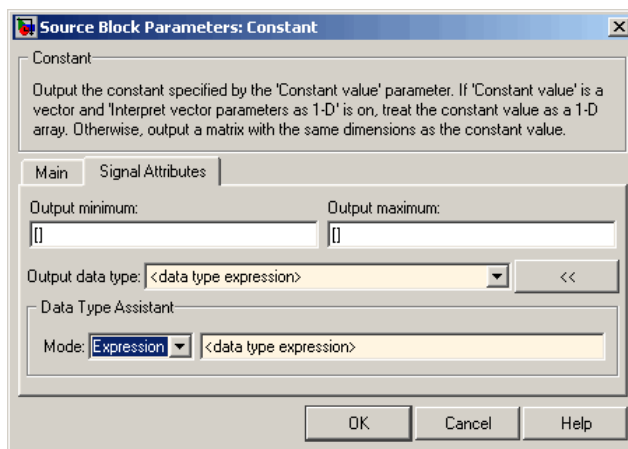 Source Block Parameters: Constant
Constant
Output the constant specified by the 'Constant value' parameter. If 'Constant value' is a
vector and 'Interpret vector parameters as 1-D' is on, treat the constant value as a 1-D
array. Otherwise, output a matrix with the same dimensions as the constant value.
Main Signal Attributes
Output minimum: Output maximum:
[] []
Output data type: <data type expression> <<
Data Type Assistant
Mode: Expression <data type expression>
OK Cancel Help